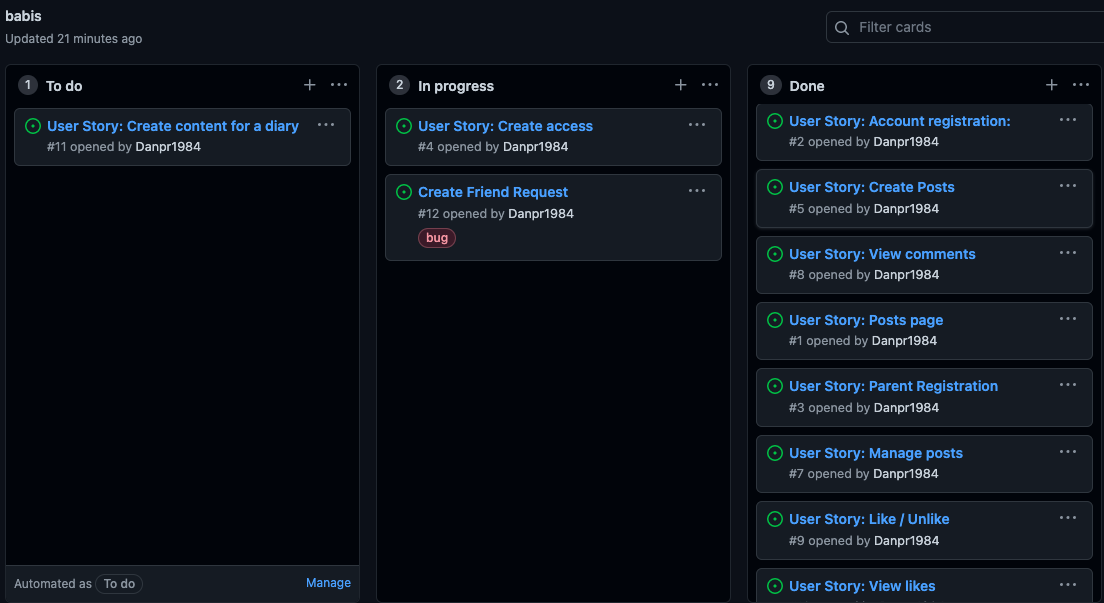 babis
Updated 21 minutes ago
Filter cards
1 To do
User Story: Create content for a diary
#11 opened by Danpr1984
Automated as To do
Manage
2 In progress
User Story: Create access
#4 opened by Danpr1984
Create Friend Request
#12 opened by Danpr1984
bug
9 Done
User Story: Account registration:
#2 opened by Danpr1984
User Story: Create Posts
#5 opened by Danpr1984
User Story: View comments
#8 opened by Danpr1984
User Story: Posts page
#1 opened by Danpr1984
User Story: Parent Registration
#3 opened by Danpr1984
User Story: Manage posts
#7 opened by Danpr1984
User Story: Like / Unlike
#9 opened by Danpr1984
User Story: View likes